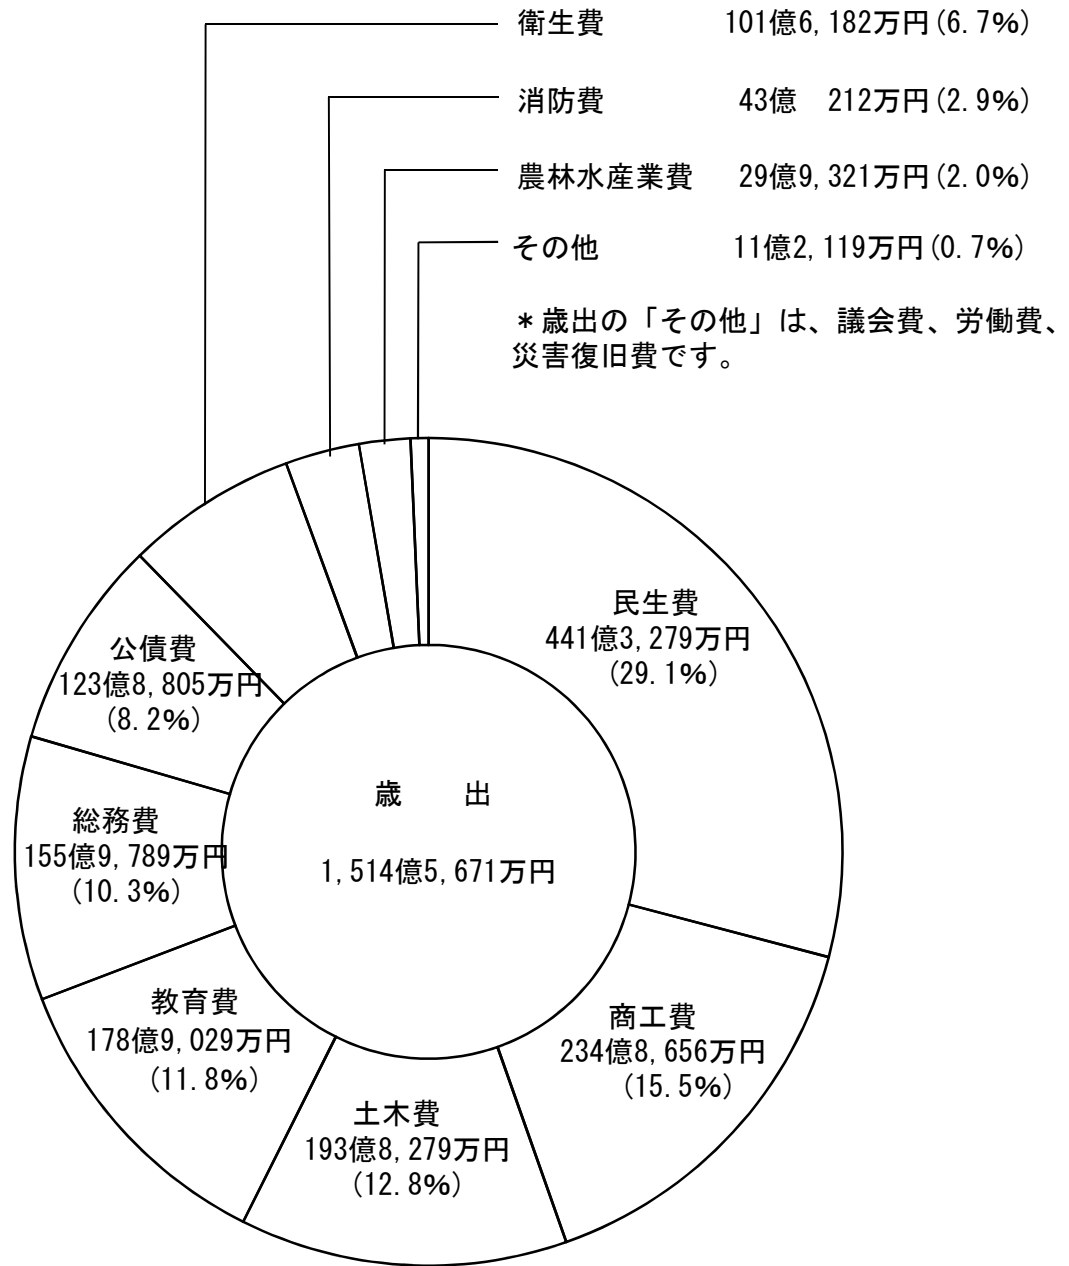 衛生費 101億6,182万円(6.7%)
消防費 43億 212万円(2.9%)
農林水産業費 29億9,321万円(2.0%)
その他 11億2,119万円(0.7%)
＊歳出の「その他」は、議会費、労働費、
災害復旧費です。
民生費
441億3,279万円
(29.1%)
公債費
123億8,805万円
(8.2%)
歳 出
1,514億5,671万円
総務費
155億9,789万円
(10.3%)
教育費
178億9,029万円
(11.8%)
商工費
234億8,656万円
(15.5%)
土木費
193億8,279万円
(12.8%)